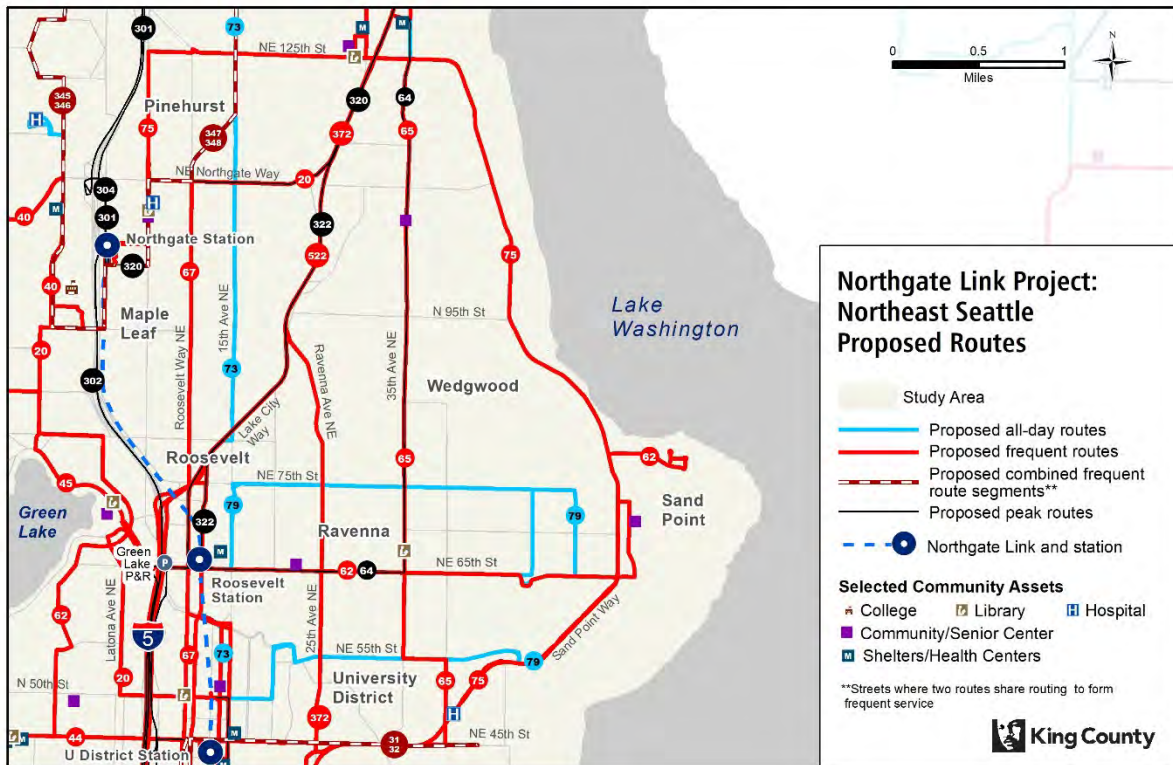 301
73
M
M
NE 125th St
0
0.5
1
Miles
N
345
346
H
Pinehurst
320
64
75
347
348
372
65
NE Northgate Way
20
304
H
40
M
301
322
Northgate Station
320
522
75
67
40
Maple
Leaf
Roosevelt Way NE
15th Ave NE
N 95th St
35th Ave NE
Lake
Washington
20
302
73
Ravenna Ave NE
Wedgwood
Lake City
Way
Roosevelt
NE 75th St
65
62
Sand
Point
45
Green
Lake
79
322
Ravenna
79
Green
Lake
P&R
P
M
62
64
NE 65th St
Roosevelt
Station
62
Latona Ave NE
5
25th Ave NE
Sand Point Way
67
73
NE 55th St
79
N 50th St
20
University
District
65
75
372
H
44
M
31
32
NE 45th St
U District Station
M
M
Northgate Link Project:
Northeast Seattle
Proposed Routes
Study Area
Proposed all-day routes
Proposed frequent routes
Proposed combined frequent
route segments**
Proposed peak routes
Northgate Link and station
Selected Community Assets
College
Library
H Hospital
Community/Senior Center
M Shelters/Health Centers
**Streets where two routes share routing to form
frequent service
King County